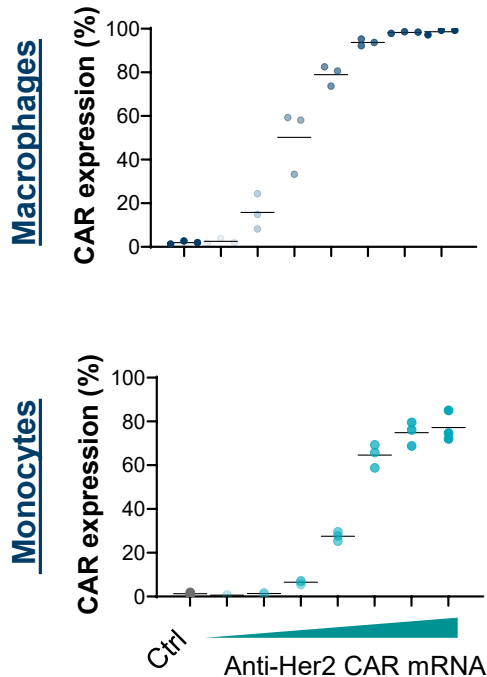 Macrophages
CAR expression (%)
100
80
60
40
20
0
Monocytes
CAR expression (%)
100
80
60
40
20
0
Ctrl
Anti-Her2 CAR mRNA